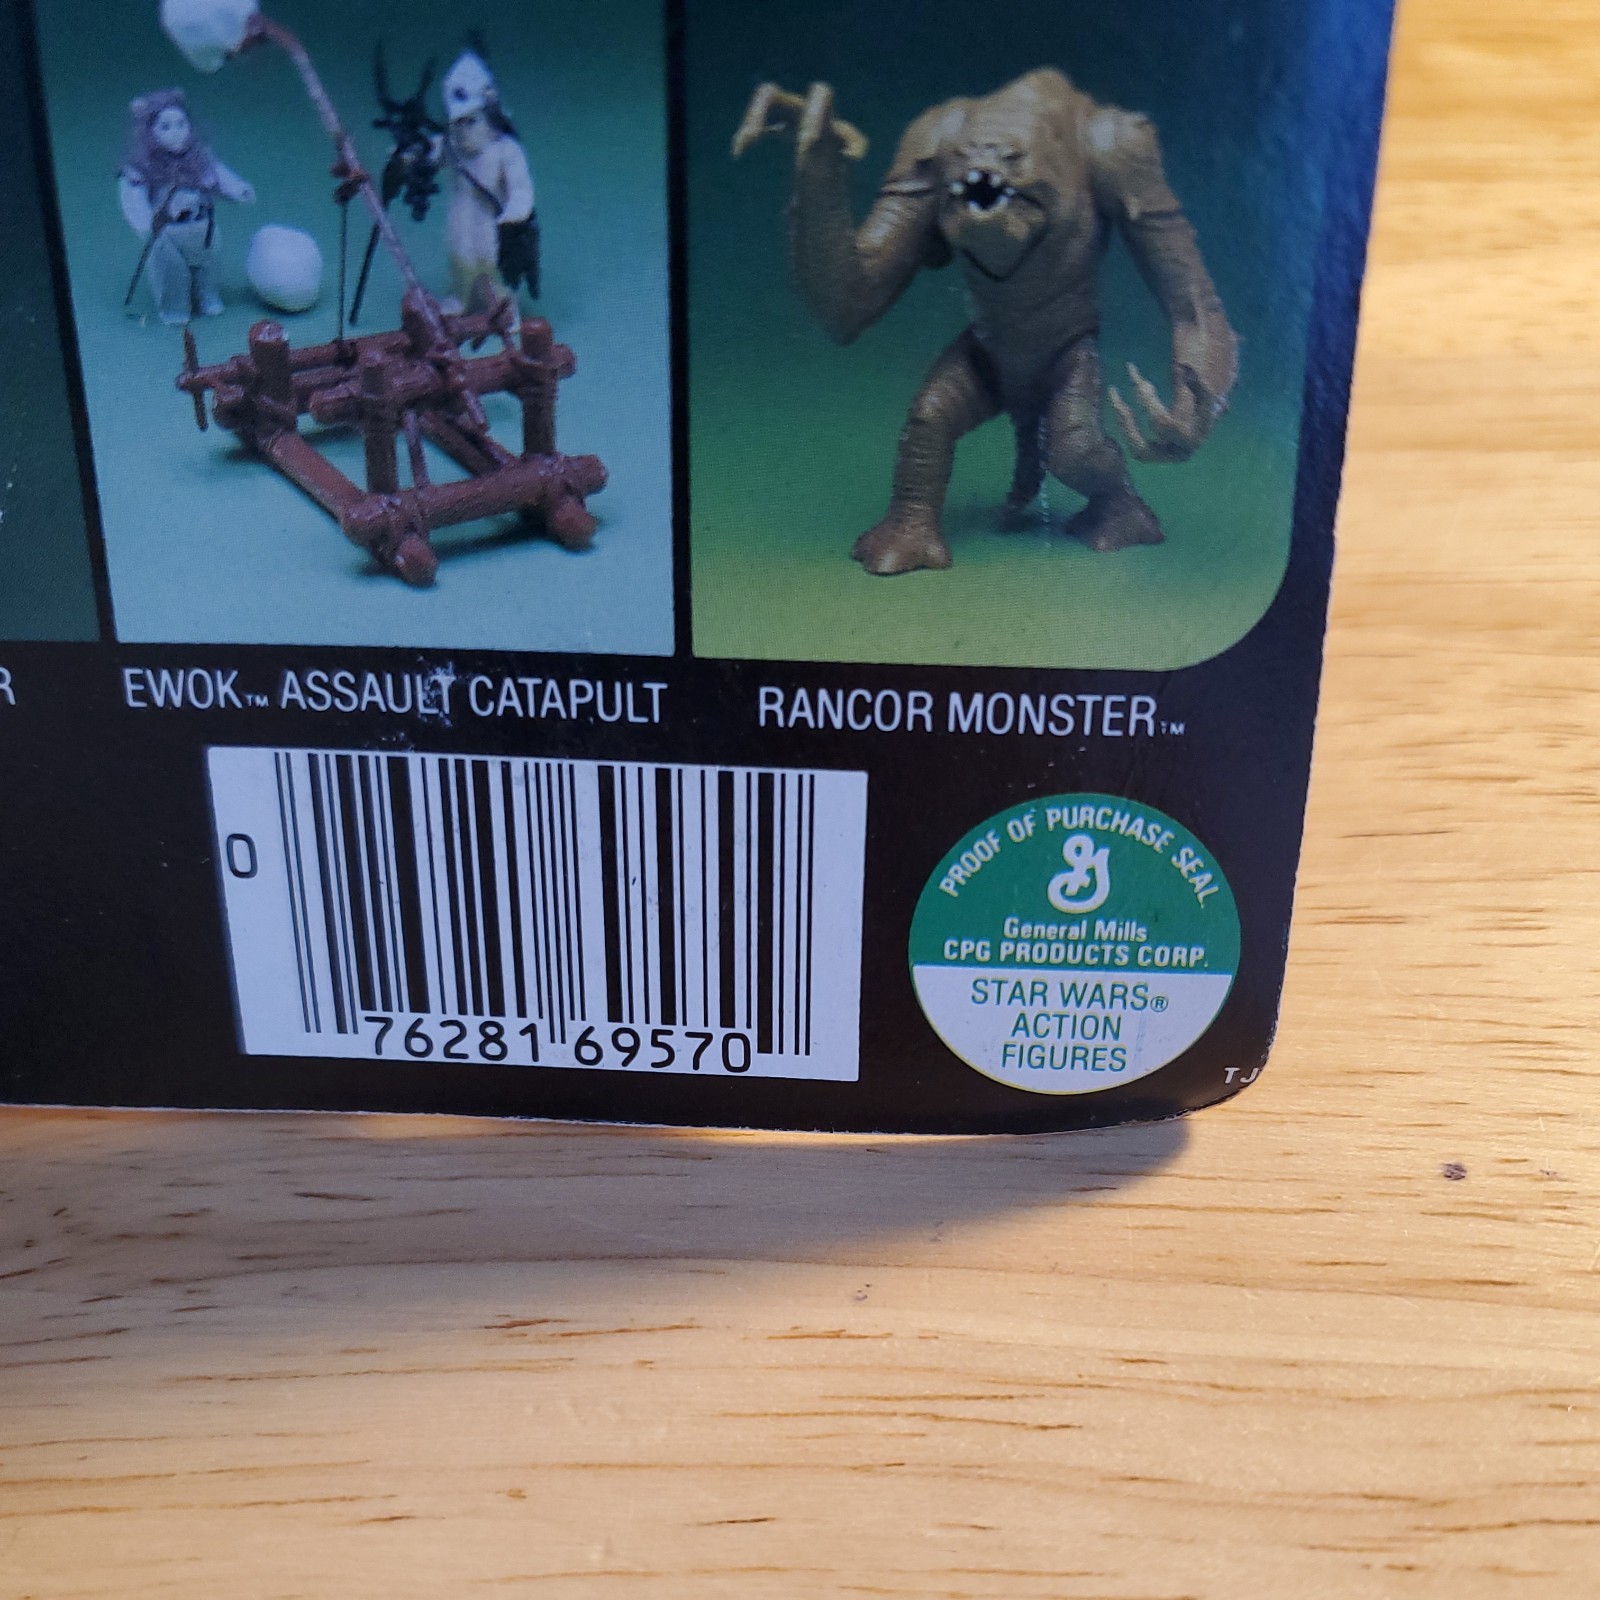 R
EWOK™ ASSAULT CATAPULT
RANCOR MONSTER™
0
76281 69570
PROOF OF PURCHASE SEAL
General Mills
CPG PRODUCTS CORP.
STAR WARS®
ACTION
FIGURES
TJ